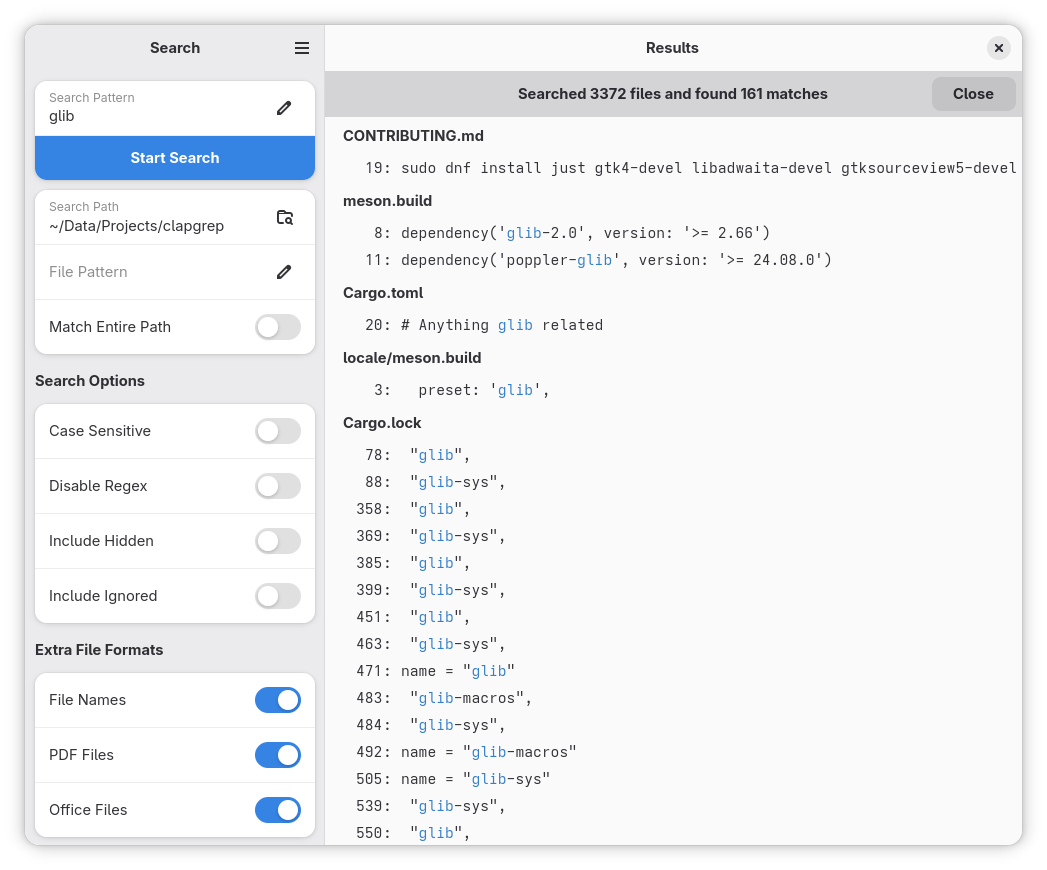 Search
Search Pattern
glib
Start Search
Search Path
~/Data/Projects/clapgrep
File Pattern
Match Entire Path
Search Options
Case Sensitive
Disable Regex
Include Hidden
Include Ignored
Extra File Formats
File Names
PDF Files
Office Files
Results
Searched 3372 files and found 161 matches
Close
CONTRIBUTING.md
19: sudo dnf install just gtk4-devel libadwaita-devel gtksourceview5-devel
meson.build
8: dependency('glib-2.0', version: '>= 2.66')
11: dependency('poppler-glib', version: '>= 24.08.0')
Cargo.toml
20: # Anything glib related
locale/meson.build
3:   preset: 'glib',
Cargo.lock
78:  "glib",
88:  "glib-sys",
358:  "glib",
369:  "glib-sys",
385:  "glib",
399:  "glib-sys",
451:  "glib",
463:  "glib-sys",
471: name = "glib"
483:  "glib-macros",
484:  "glib-sys",
492: name = "glib-macros"
505: name = "glib-sys"
539:  "glib-sys",
550:  "glib",